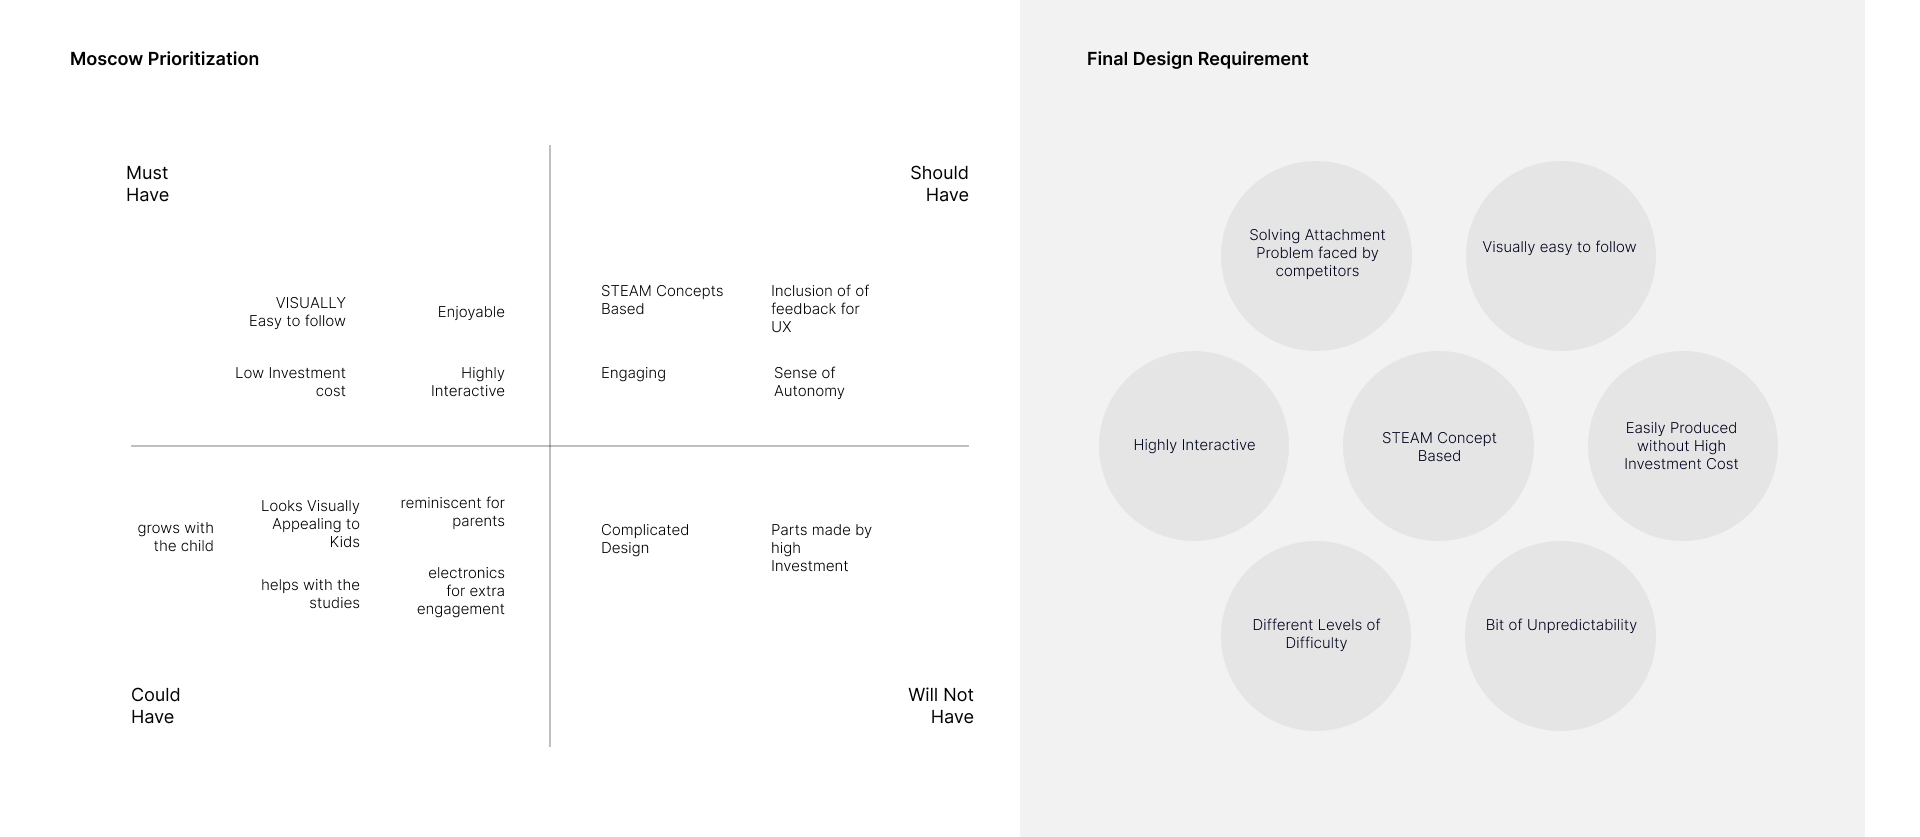 Moscow Prioritization
Must
Have
Should
Have
VISUALLY
Easy to follow
Enjoyable
Low Investment
cost
Highly
Interactive
STEAM Concepts
Based
Inclusion of of
feedback for
UX
Engaging
Sense of
Autonomy
grows with
the child
Looks Visually
Appealing to
Kids
reminiscent for
parents
helps with the
studies
electronics
for extra
engagement
Complicated
Design
Parts made by
high
Investment
Could
Have
Will Not
Have
Final Design Requirement
Solving Attachment
Problem faced by
competitors
Visually easy to follow
Highly Interactive
STEAM Concept
Based
Easily Produced
without High
Investment Cost
Different Levels of
Difficulty
Bit of Unpredictability